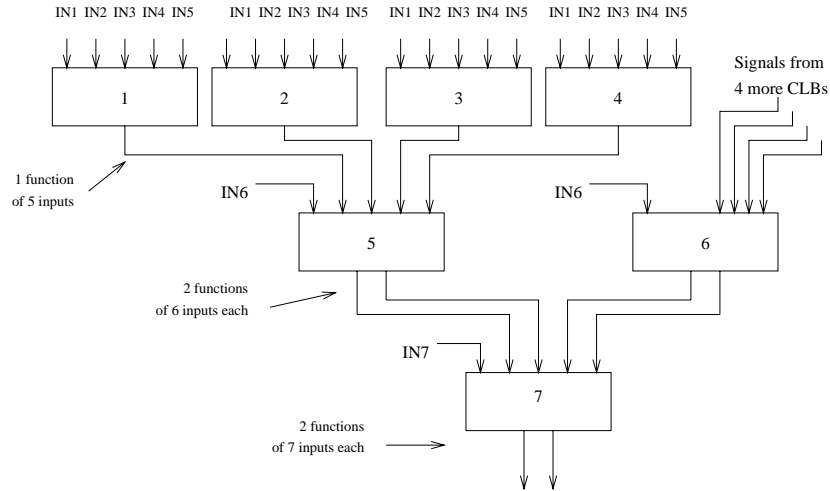 IN1 IN2 IN3 IN4 IN5
IN1 IN2 IN3 IN4 IN5
IN1 IN2 IN3 IN4 IN5
IN1 IN2 IN3 IN4 IN5
Signals from
4 more CLBs
1
2
3
4
1 function
of 5 inputs
IN6
IN6
5
6
2 functions
of 6 inputs each
IN7
7
2 functions
of 7 inputs each